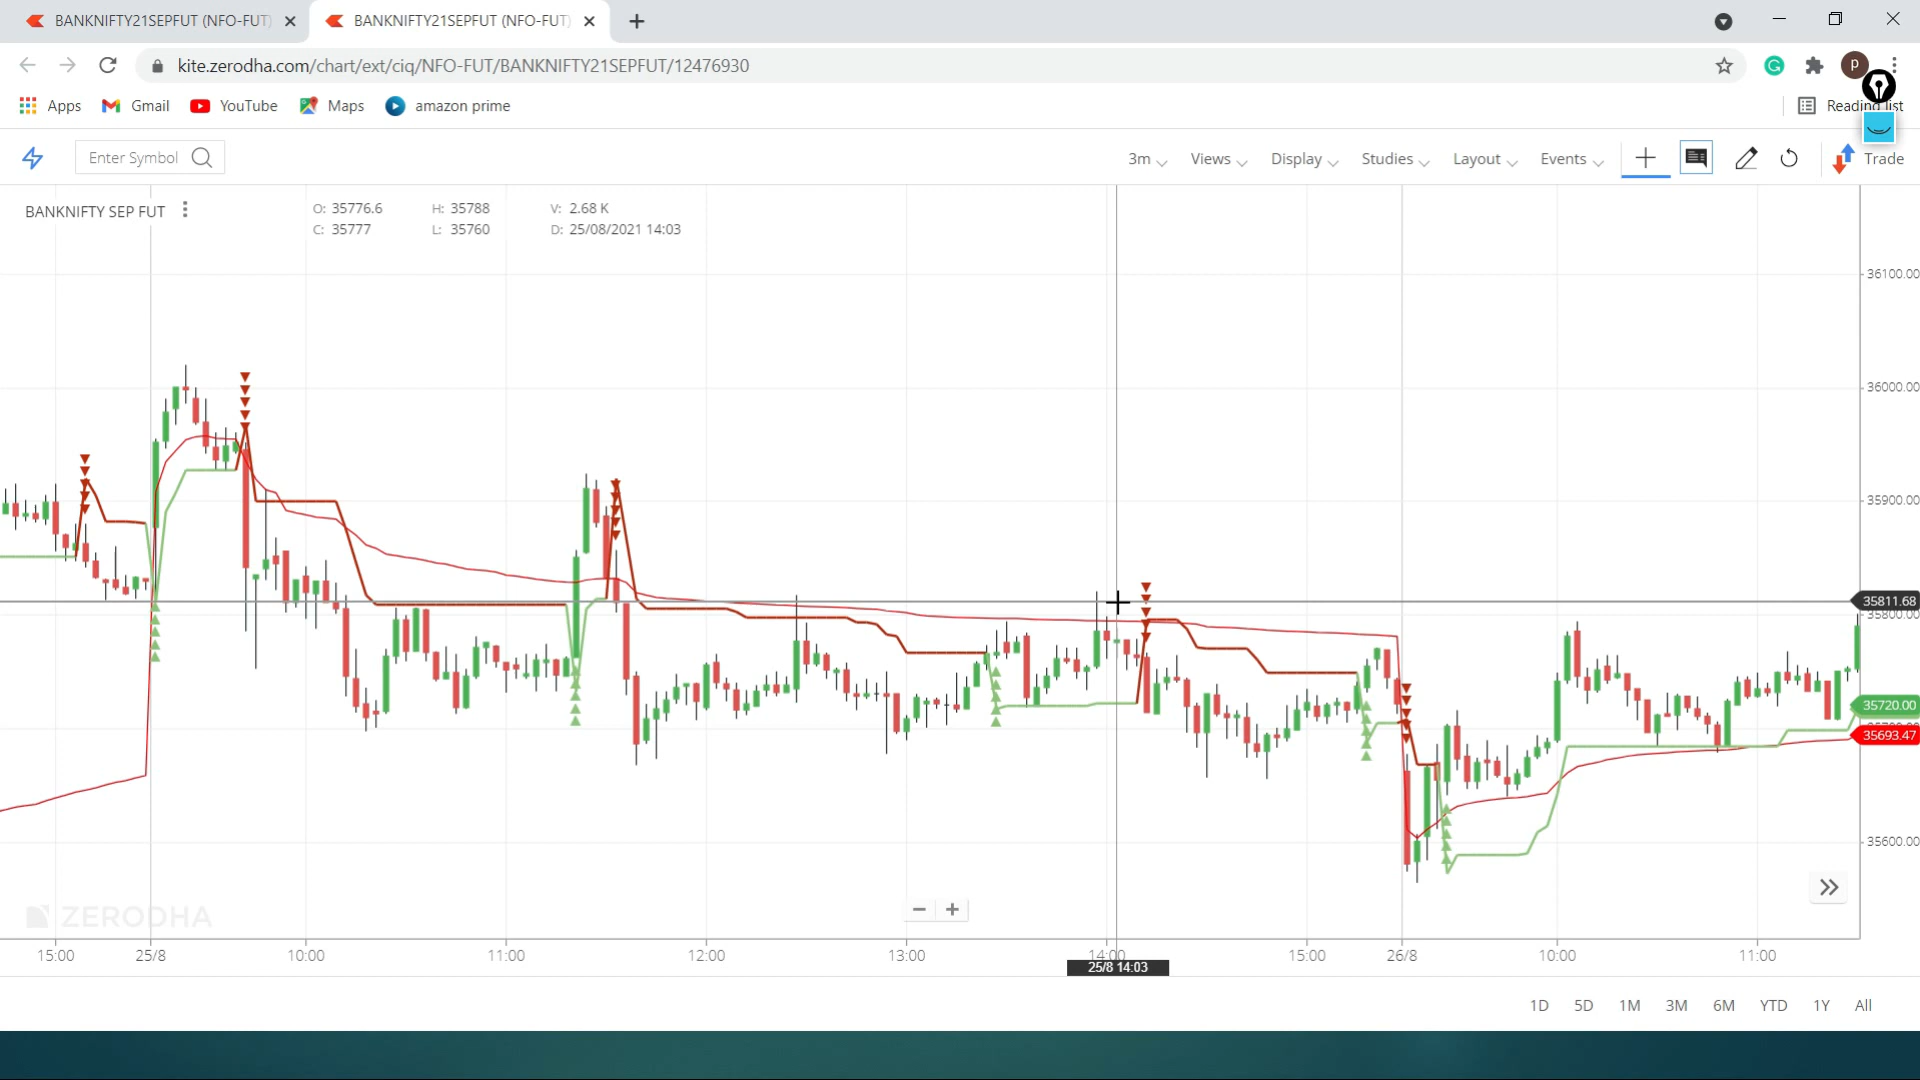 BANKNIFTY21SEPFUT (NFO-FUT)
BANKNIFTY21SEPFUT (NFO-FUT)
kite.zerodha.com/chart/ext/ciq/NFO-FUT/BANKNIFTY21SEPFUT/12476930
P
Apps Gmail YouTube Maps amazon prime Reading list
Enter Symbol 3m Views Display Studies Layout Events Trade
BANKNIFTY SEP FUT O: 35776.6 H: 35788 V: 2.68 K
C: 35777 L: 35760 D: 25/08/2021 14:03
36100.00
36000.00
35900.00
35811.68
35800.00
35720.00
35693.47
35600.00
ZERODHA
15:00 25/8 10:00 11:00 12:00 13:00 14:00 15:00 26/8 10:00 11:00
25/8 14:03
1D 5D 1M 3M 6M YTD 1Y All